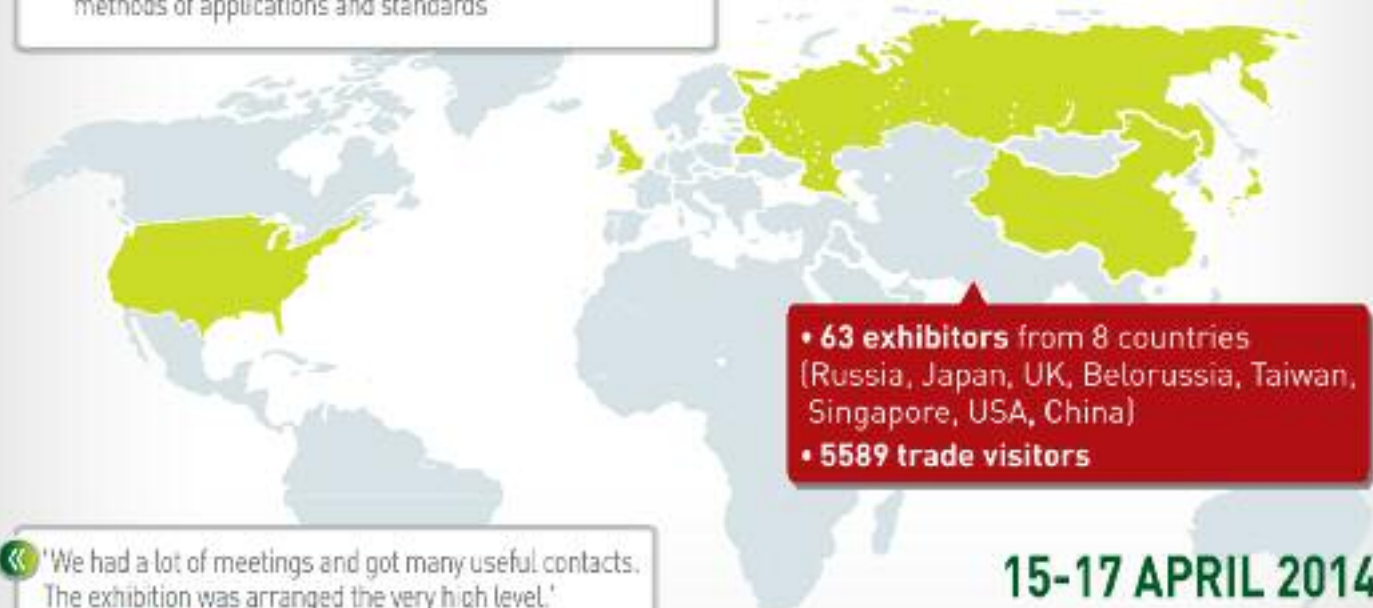 methods of applications and standards
• 63 exhibitors from 8 countries
(Russia, Japan, UK, Belorussia, Taiwan,
Singapore, USA, China)
• 5589 trade visitors
'We had a lot of meetings and got many useful contacts.
The exhibition was arranged the very high level.'
15-17 APRIL 2014